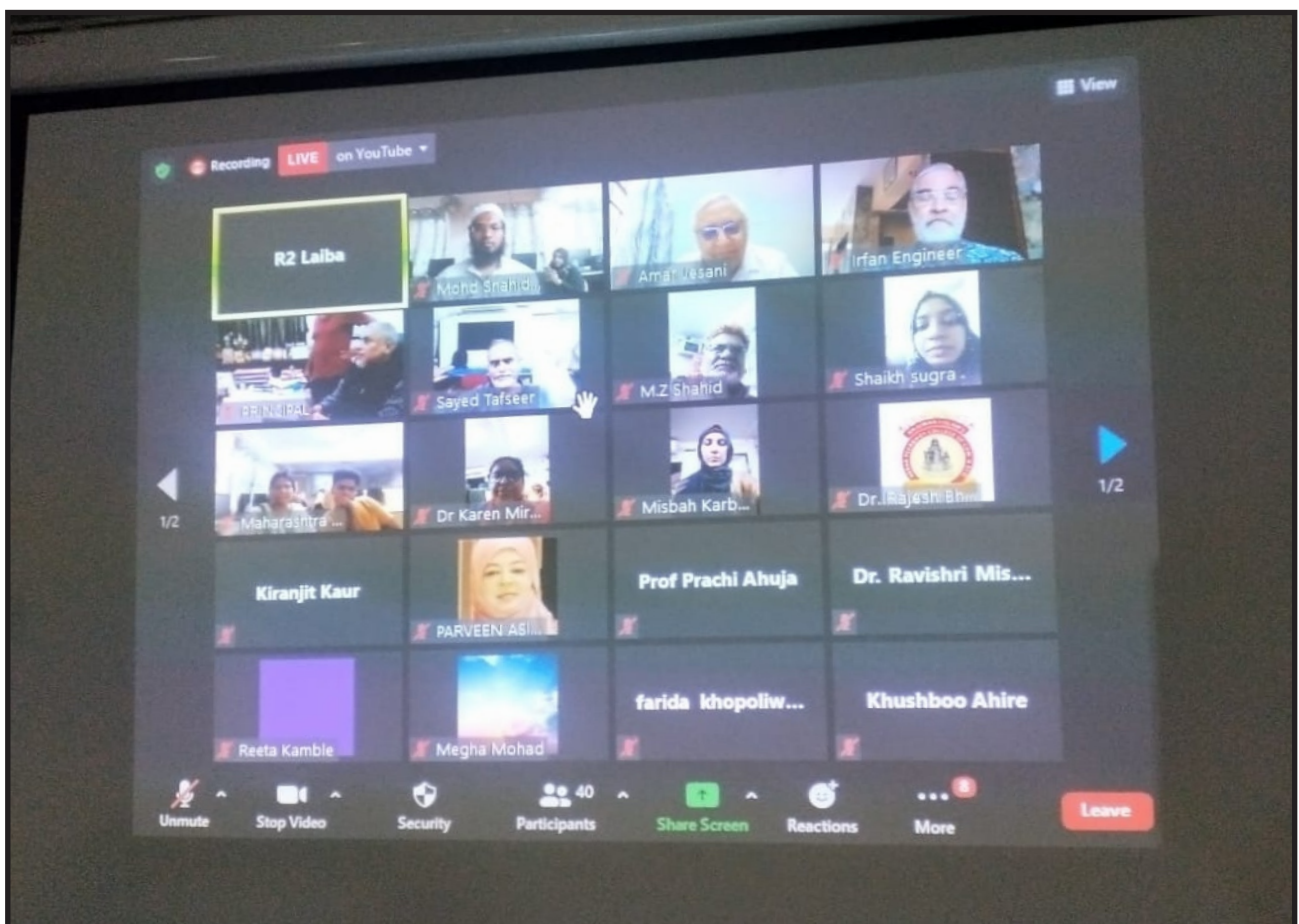 View
Recording LIVE on YouTube
R2 Laiba
Mohd Shahid...
Amar Jesani
Irfan Engineer
PRINCIPAL
Sayed Tafseer
M.Z Shahid
Shaikh sugra
Maharashtra ...
Dr Karen Mir...
Misbah Karb...
Dr. Rajesh Bh...
Kiranjit Kaur
PARVEEN ASI...
Prof Prachi Ahuja
Dr. Ravishri Mis...
Reeta Kamble
Megha Mohad
farida khopoliw...
Khushboo Ahire
1/2
1/2
Unmute
Stop Video
Security
40
Participants
Share Screen
Reactions
8
More
Leave